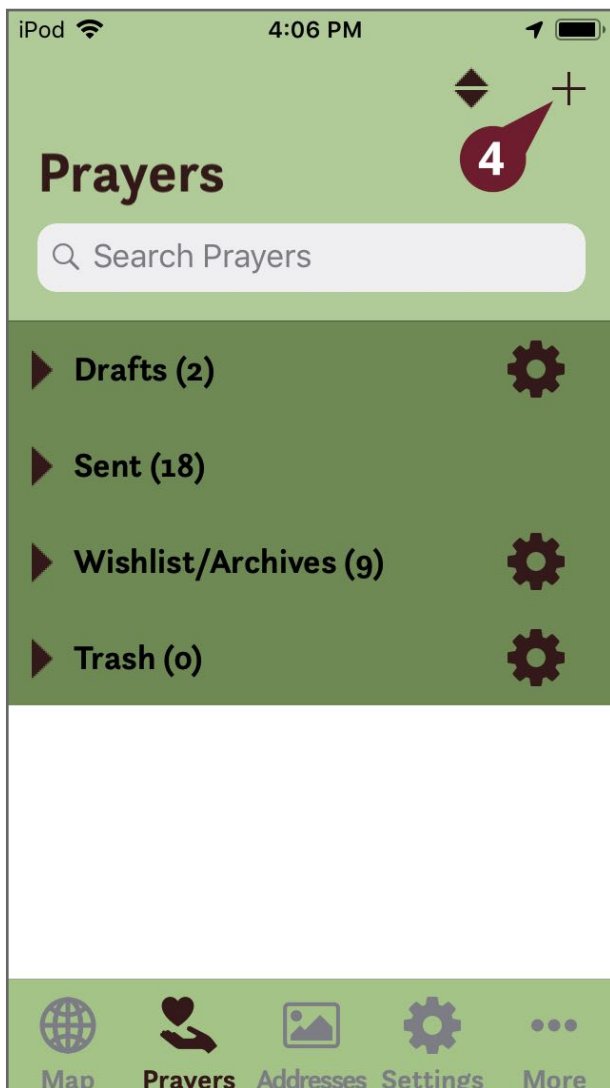 iPod 4:06 PM
4
Prayers
Search Prayers
Drafts (2)
Sent (18)
Wishlist/Archives (9)
Trash (0)
Map Prayers Addresses Settings More